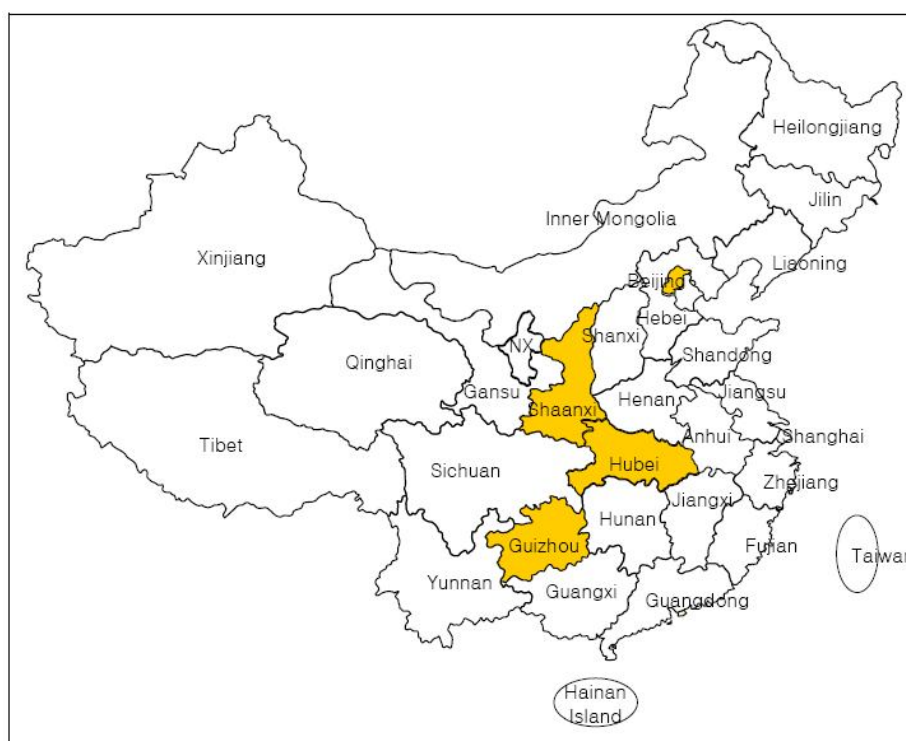 Heilongjiang
Jilin
Inner Mongolia
Liaoning
Xinjiang
Beijing
Hebei
Shanxi
NX
Shandong
Qinghai
Gansu
Jiangsu
Henan
Shaanxi
Anhui
Shanghai
Tibet
Hubei
Sichuan
Zhejiang
Jiangxi
Hunan
Guizhou
Fujian
Taiwan
Yunnan
Guangxi
Guangdong
Hainan
Island